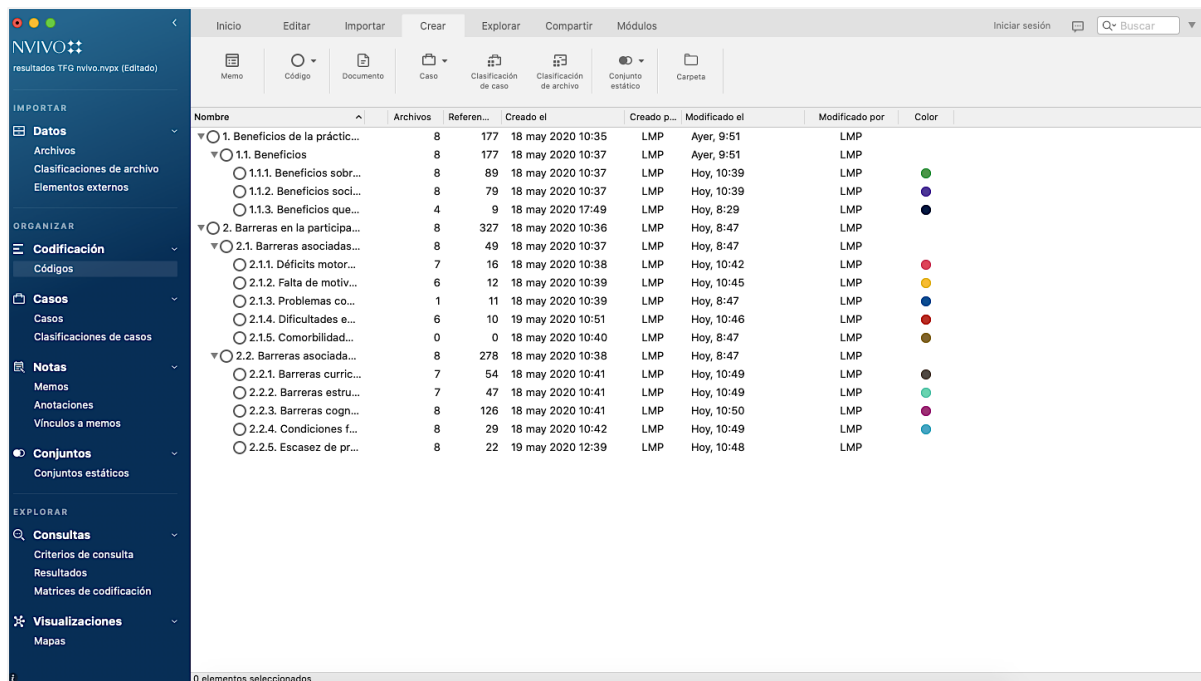 NVIVO
resultados TFG nvivo.nvpx (Editado)
IMPORTAR
Datos
Archivos
Clasificaciones de archivo
Elementos externos
ORGANIZAR
Codificación
Códigos
Casos
Casos
Clasificaciones de casos
Notas
Memos
Anotaciones
Vínculos a memos
Conjuntos
Conjuntos estáticos
EXPLORAR
Consultas
Criterios de consulta
Resultados
Matrices de codificación
Visualizaciones
Mapas
Inicio Editar Importar Crear Explorar Compartir Módulos Iniciar sesión Buscar
Memo Código Documento Caso Clasificación de caso Clasificación de archivo Conjunto estático Carpeta
Nombre Archivos Referen... Creado el Creado p... Modificado el Modificado por Color
1. Beneficios de la práctic... 8 177 18 may 2020 10:35 LMP Ayer, 9:51 LMP
1.1. Beneficios 8 177 18 may 2020 10:37 LMP Ayer, 9:51 LMP
1.1.1. Beneficios sobr... 8 89 18 may 2020 10:37 LMP Hoy, 10:39 LMP
1.1.2. Beneficios soci... 8 79 18 may 2020 10:37 LMP Hoy, 10:39 LMP
1.1.3. Beneficios que... 4 9 18 may 2020 17:49 LMP Hoy, 8:29 LMP
2. Barreras en la participa... 8 327 18 may 2020 10:36 LMP Hoy, 8:47 LMP
2.1. Barreras asociadas... 8 49 18 may 2020 10:37 LMP Hoy, 8:47 LMP
2.1.1. Déficits motor... 7 16 18 may 2020 10:38 LMP Hoy, 10:42 LMP
2.1.2. Falta de motiv... 6 12 18 may 2020 10:39 LMP Hoy, 10:45 LMP
2.1.3. Problemas co... 1 11 18 may 2020 10:39 LMP Hoy, 8:47 LMP
2.1.4. Dificultades e... 6 10 19 may 2020 10:51 LMP Hoy, 10:46 LMP
2.1.5. Comorbilidad... 0 0 18 may 2020 10:40 LMP Hoy, 8:47 LMP
2.2. Barreras asociada... 8 278 18 may 2020 10:38 LMP Hoy, 8:47 LMP
2.2.1. Barreras curric... 7 54 18 may 2020 10:41 LMP Hoy, 10:49 LMP
2.2.2. Barreras estru... 7 47 18 may 2020 10:41 LMP Hoy, 10:49 LMP
2.2.3. Barreras cogn... 8 126 18 may 2020 10:41 LMP Hoy, 10:50 LMP
2.2.4. Condiciones f... 8 29 18 may 2020 10:42 LMP Hoy, 10:49 LMP
2.2.5. Escasez de pr... 8 22 19 may 2020 12:39 LMP Hoy, 10:48 LMP
0 elementos seleccionados